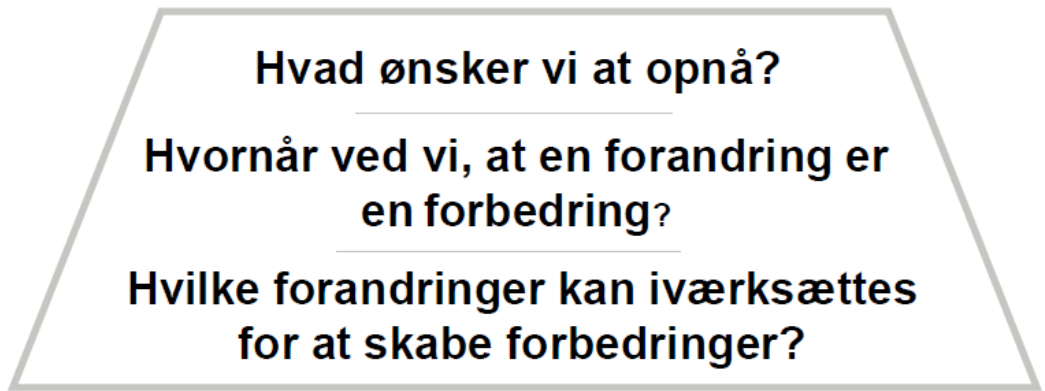 Hvad ønsker vi at opnå?
Hvornår ved vi, at en forandring er
en forbedring?
Hvilke forandringer kan iværksættes
for at skabe forbedringer?